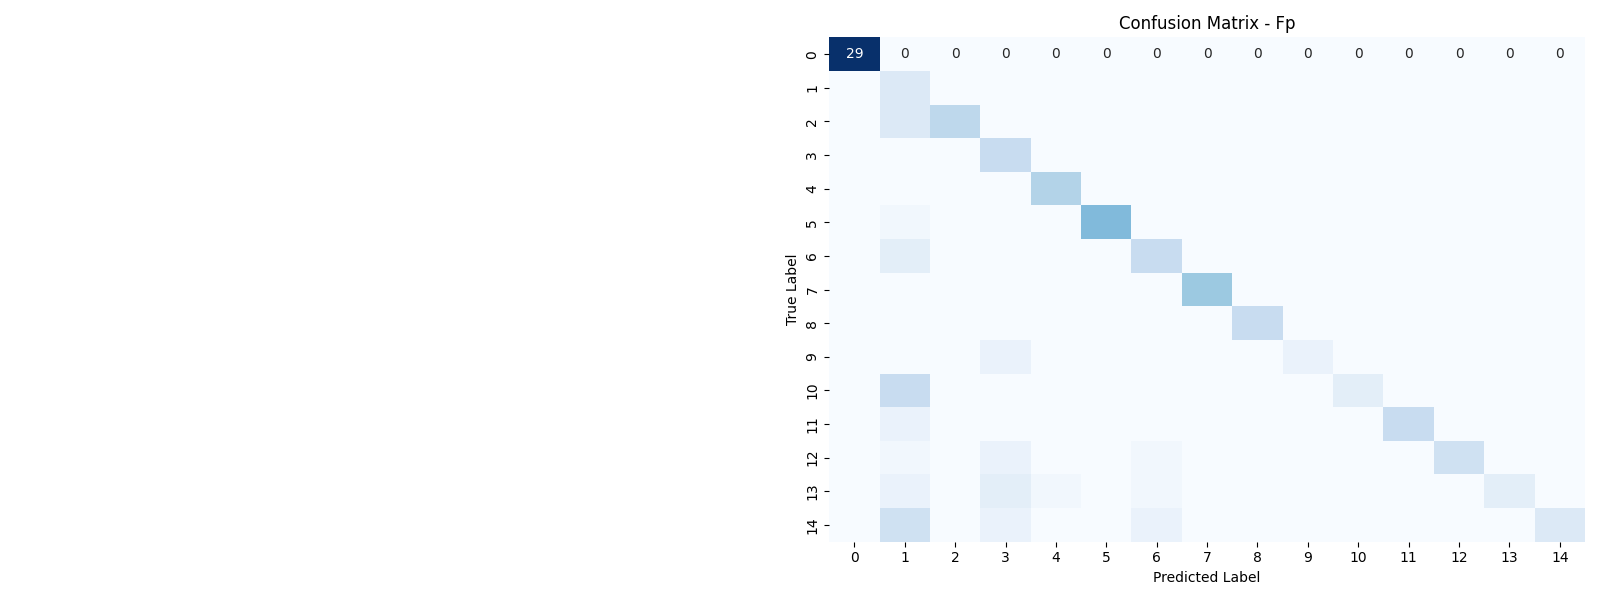 Confusion Matrix - Fp
True Label
0 29 0 0 0 0 0 0 0 0 0 0 0 0 0 0
1
2
3
4
5
6
7
8
9
10
11
12
13
14
0 1 2 3 4 5 6 7 8 9 10 11 12 13 14
Predicted Label